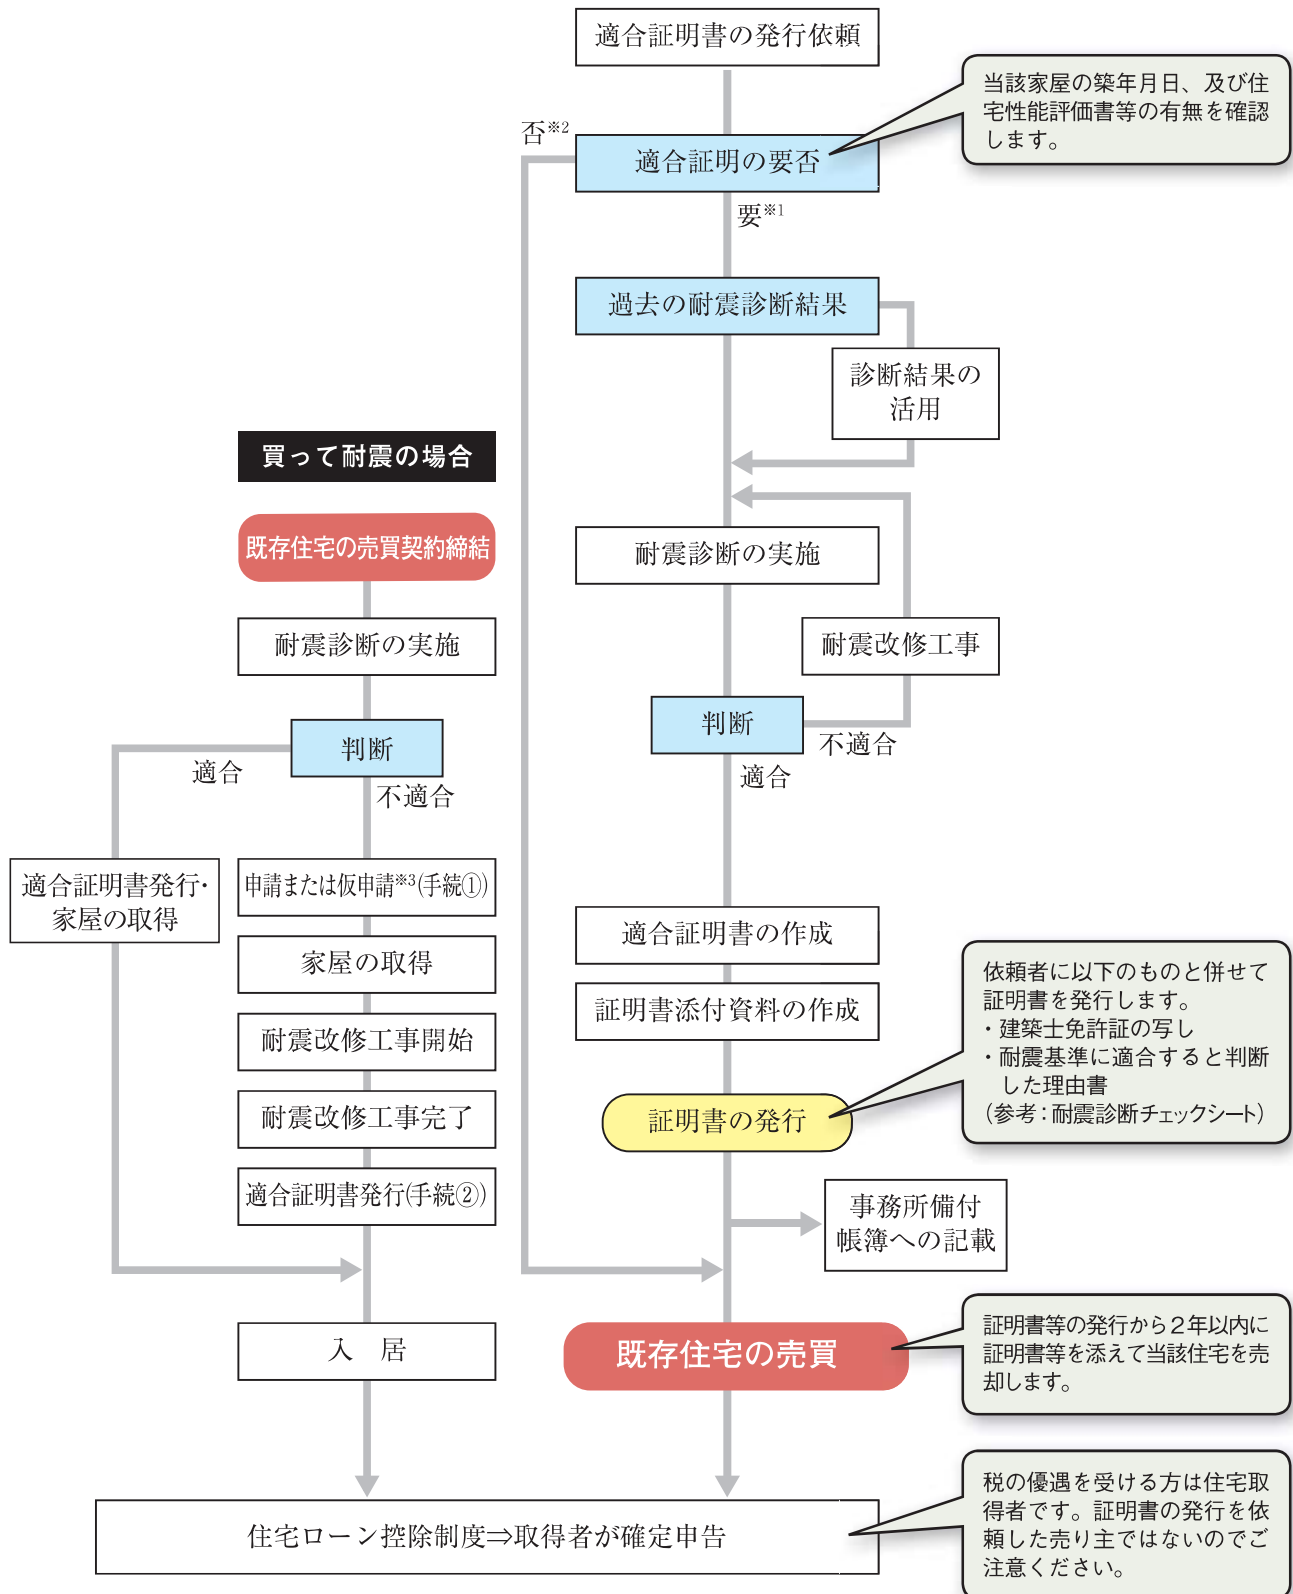 適合証明書の発行依頼
当該家屋の築年月日、及び住
宅性能評価書等の有無を確認
します。
否※2
適合証明の要否
要※1
過去の耐震診断結果
診断結果の
活用
耐震診断の実施
耐震改修工事
判断
不適合
適合
適合証明書の作成
証明書添付資料の作成
依頼者に以下のものと併せて
証明書を発行します。
・建築士免許証の写し
・耐震基準に適合すると判断
した理由書
（参考：耐震診断チェックシート）
証明書の発行
事務所備付
帳簿への記載
既存住宅の売買
証明書等の発行から２年以内に
証明書等を添えて当該住宅を売
却します。
買って耐震の場合
既存住宅の売買契約締結
耐震診断の実施
判断
適合
不適合
適合証明書発行・
家屋の取得
申請または仮申請※3(手続①)
家屋の取得
耐震改修工事開始
耐震改修工事完了
適合証明書発行(手続②)
入　居
住宅ローン控除制度⇒取得者が確定申告
税の優遇を受ける方は住宅取
得者です。証明書の発行を依
頼した売り主ではないのでご
注意ください。